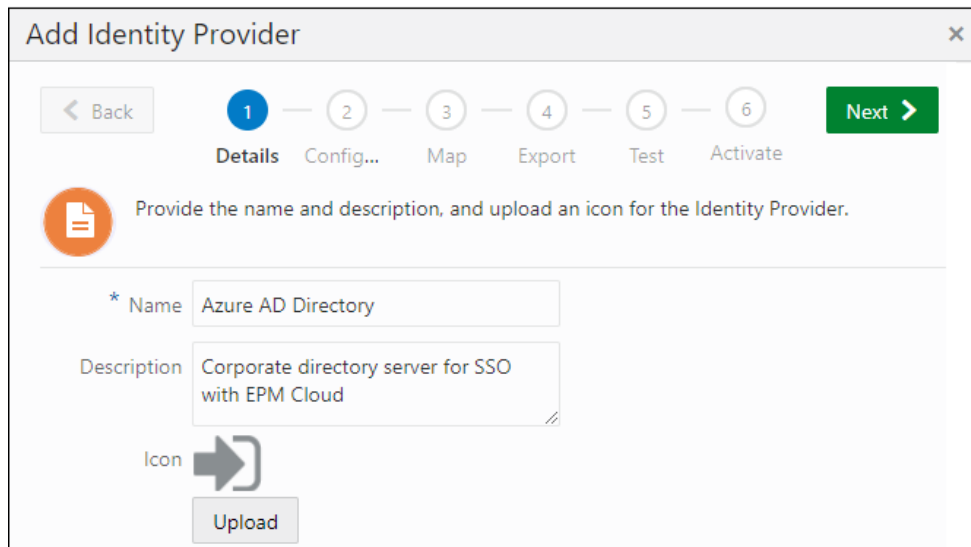 Add Identity Provider ×
Back 1 2 3 4 5 6 Next
Details Config... Map Export Test Activate
Provide the name and description, and upload an icon for the Identity Provider.
* Name Azure AD Directory
Description Corporate directory server for SSO
with EPM Cloud
Icon
Upload